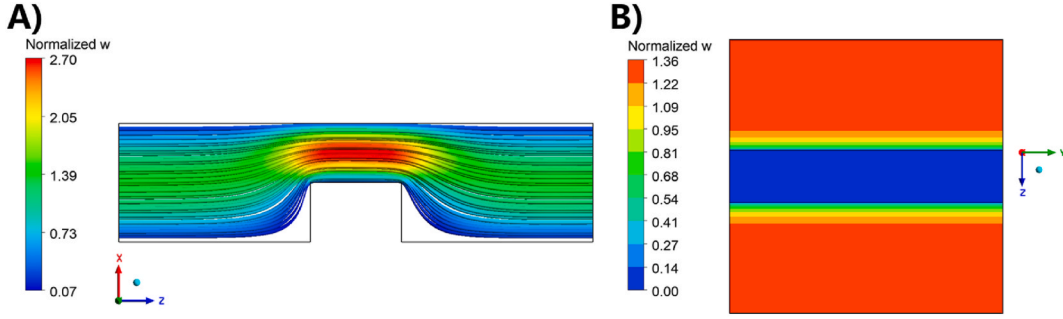 A)
Normalized w
2.70
2.05
1.39
0.73
0.07
X
Z
B)
Normalized w
1.36
1.22
1.09
0.95
0.81
0.68
0.54
0.41
0.27
0.14
0.00
Y
Z